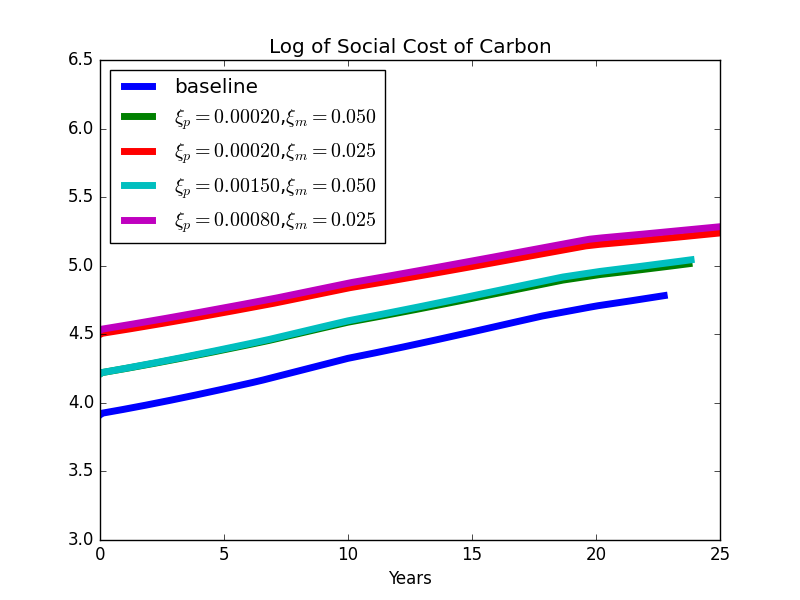 Log of Social Cost of Carbon
6.5
6.0
5.5
5.0
4.5
4.0
3.5
3.0
baseline
ξₚ = 0.00020,ξₘ = 0.050
ξₚ = 0.00020,ξₘ = 0.025
ξₚ = 0.00150,ξₘ = 0.050
ξₚ = 0.00080,ξₘ = 0.025
0 5 10 15 20 25
Years